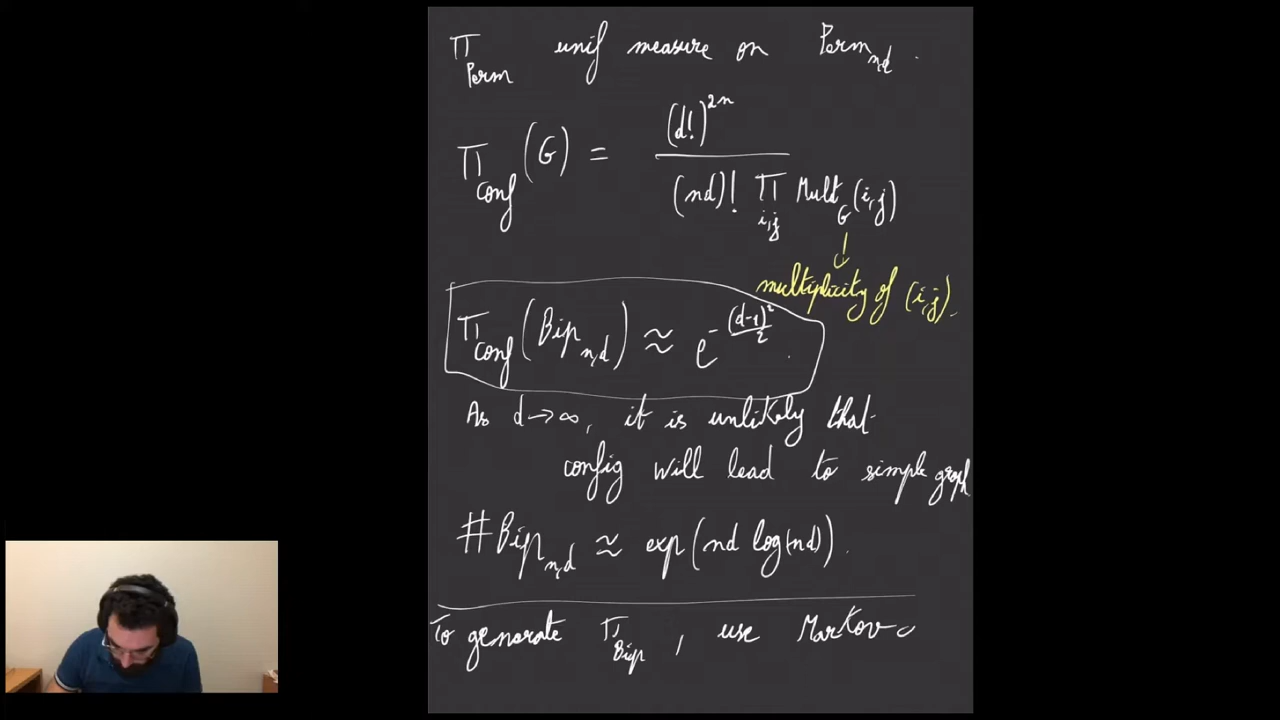 π_Perm unif measure on Perm_{n,d}.
π_conf(G) = (d!)^{2n} / ((nd)! ∏_{i,j} Mult_G(i,j))
↓
multiplicity of (i,j).
π_conf(Bip_{n,d}) ≈ e^{-(d-1)^2/2}.
As d→∞, it is unlikely that
config will lead to simple graph
#Bip_{n,d} ≈ exp(nd log(nd)).
To generate π_Bip, use Markov c